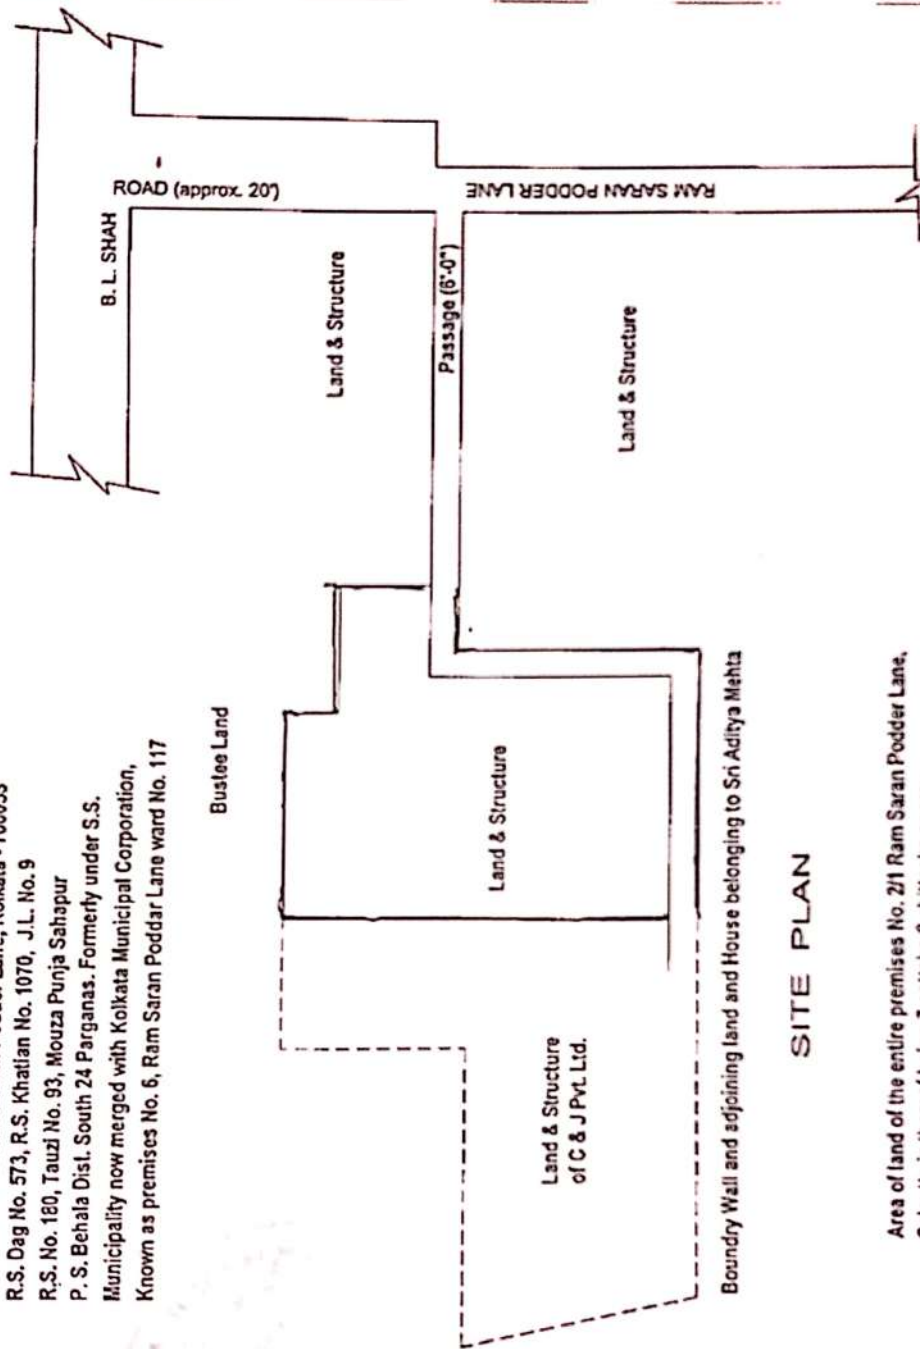 R.S. Dag No. 573, R.S. Khatian No. 1070, J.L. No. 9
R.S. No. 180, Tauzi No. 93, Mouza Punja Sahapur
P. S. Behala Dist. South 24 Parganas. Formerly under S.S.
Municipality now merged with Kolkata Municipal Corporation,
Known as premises No. 6, Ram Saran Poddar Lane ward No. 117
B. L. SHAH
ROAD (approx. 20')
RAM SARAN PODDER LANE
Bustee Land
Land & Structure
Passage (6'-0")
Land & Structure
Land & Structure
Land & Structure
of C & J Pvt. Ltd.
Boundry Wall and adjoining land and House belonging to Sri Aditya Mehta
SITE PLAN
Area of land of the entire premises No. 2/1 Ram Saran Podder Lane,